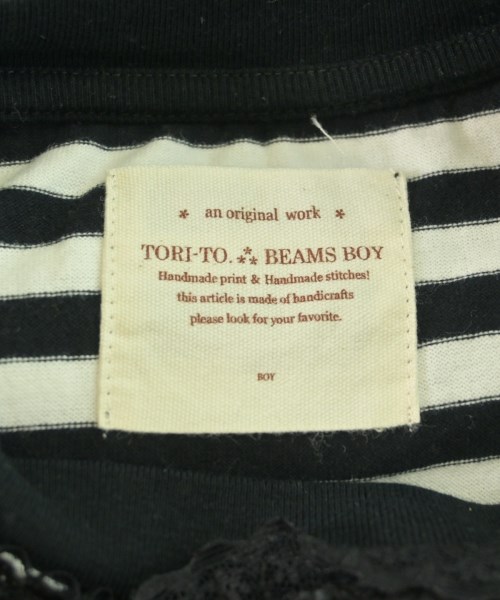 * an original work *
TORI-TO. ⁂ BEAMS BOY
Handmade print & Handmade stitches!
this article is made of handicrafts
please look for your favorite.
BOY